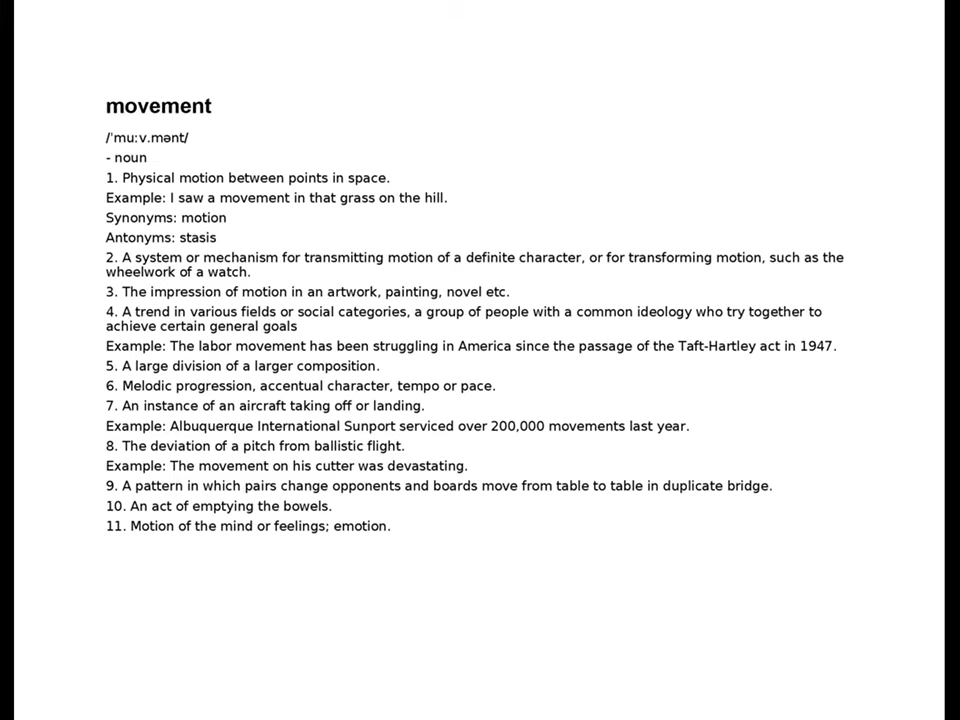 movement
/ˈmuːv.mənt/
- noun
1. Physical motion between points in space.
Example: I saw a movement in that grass on the hill.
Synonyms: motion
Antonyms: stasis
2. A system or mechanism for transmitting motion of a definite character, or for transforming motion, such as the
wheelwork of a watch.
3. The impression of motion in an artwork, painting, novel etc.
4. A trend in various fields or social categories, a group of people with a common ideology who try together to
achieve certain general goals
Example: The labor movement has been struggling in America since the passage of the Taft-Hartley act in 1947.
5. A large division of a larger composition.
6. Melodic progression, accentual character, tempo or pace.
7. An instance of an aircraft taking off or landing.
Example: Albuquerque International Sunport serviced over 200,000 movements last year.
8. The deviation of a pitch from ballistic flight.
Example: The movement on his cutter was devastating.
9. A pattern in which pairs change opponents and boards move from table to table in duplicate bridge.
10. An act of emptying the bowels.
11. Motion of the mind or feelings; emotion.